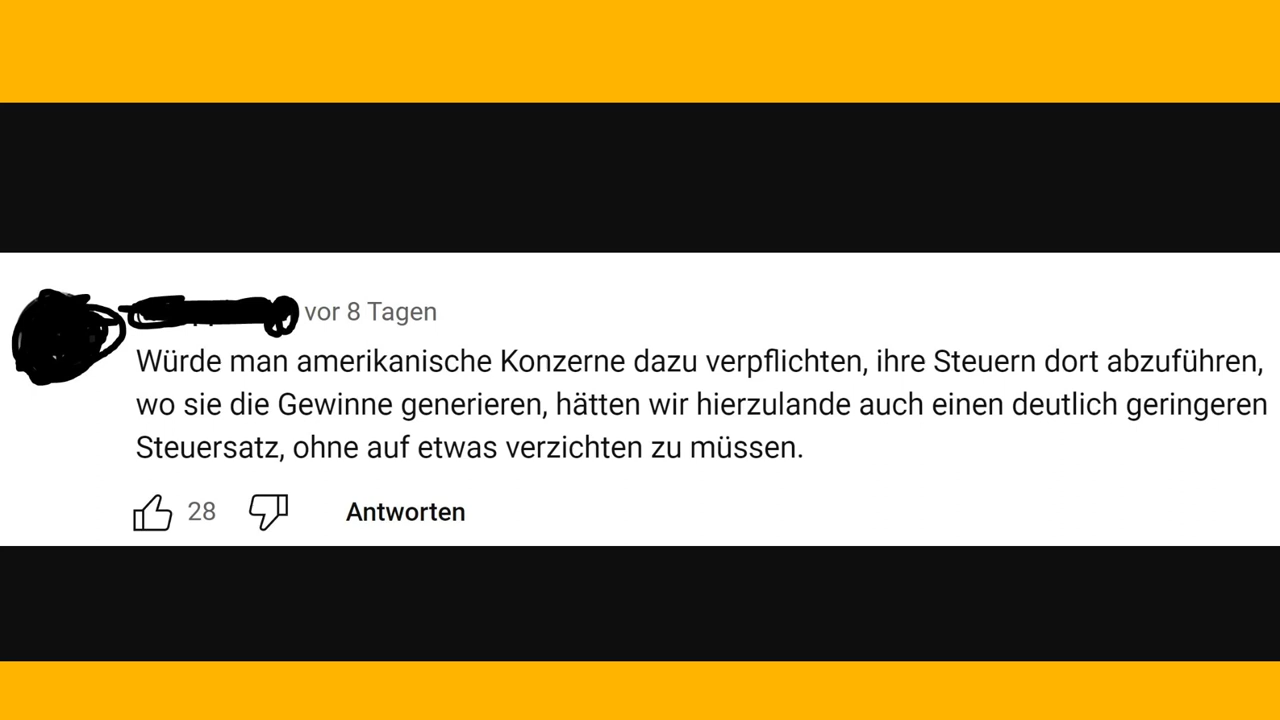 vor 8 Tagen
Würde man amerikanische Konzerne dazu verpflichten, ihre Steuern dort abzuführen,
wo sie die Gewinne generieren, hätten wir hierzulande auch einen deutlich geringeren
Steuersatz, ohne auf etwas verzichten zu müssen.
28 Antworten